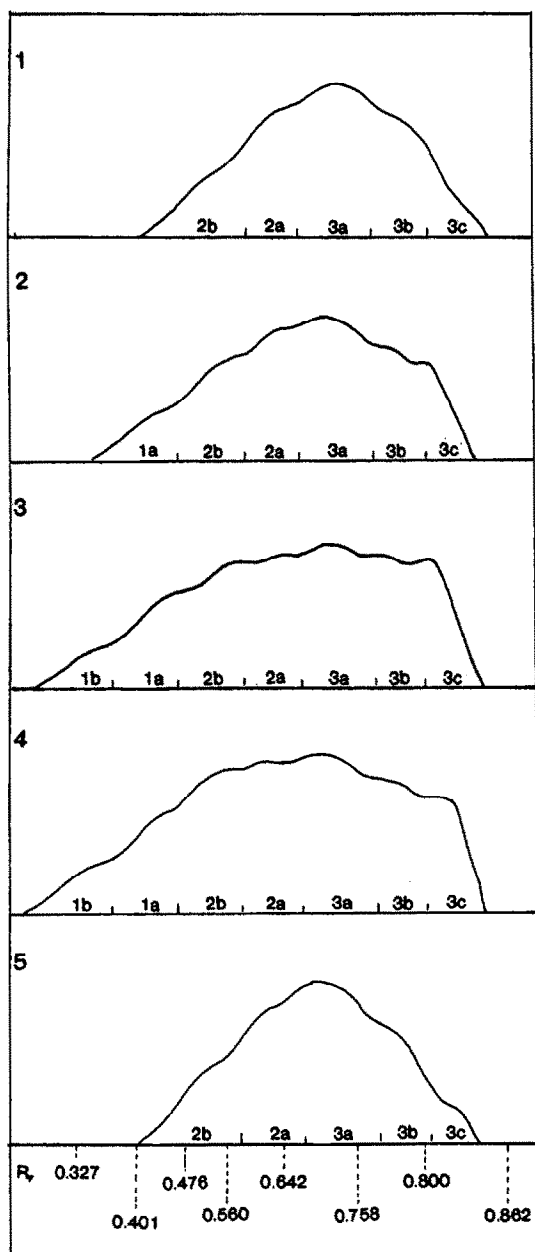 1
2b 2a 3a 3b 3c
2
1a 2b 2a 3a 3b 3c
3
1b 1a 2b 2a 3a 3b 3c
4
1b 1a 2b 2a 3a 3b 3c
5
2b 2a 3a 3b 3c
Rf 0.327 0.476 0.642 0.800
0.401 0.560 0.758 0.862